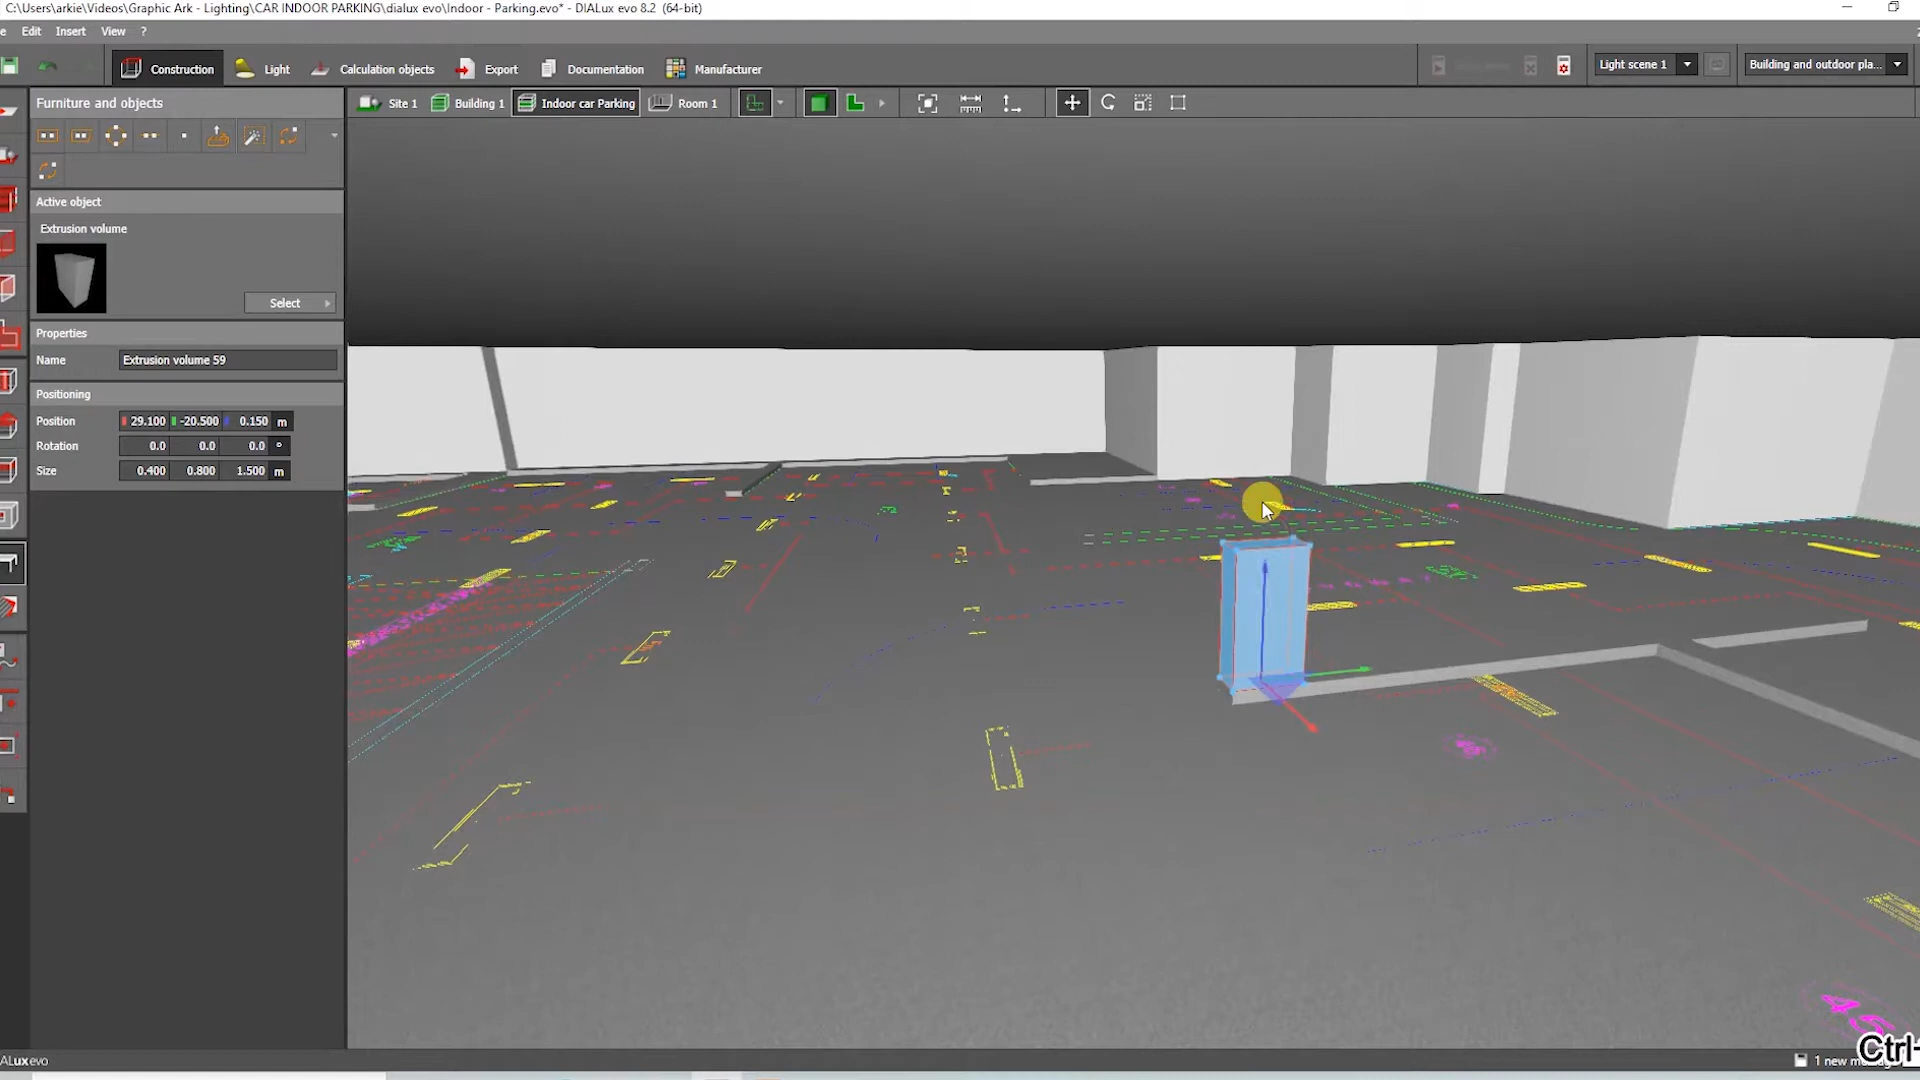 C:\Users\arkie\Videos\Graphic Ark - Lighting\CAR INDOOR PARKING\dialux evo\Indoor - Parking.evo* - DIALux evo 8.2 (64-bit)
Edit Insert View ?
Construction Light Calculation objects Export Documentation Manufacturer Light scene 1 Building and outdoor pla...
Furniture and objects Site 1 Building 1 Indoor car Parking Room 1
Active object
Extrusion volume
Select
Properties
Name Extrusion volume 59
Positioning
Position 29.100 -20.500 0.150 m
Rotation 0.0 0.0 0.0 °
Size 0.400 0.800 1.500 m
45
Ctrl-
ALux evo
1 new